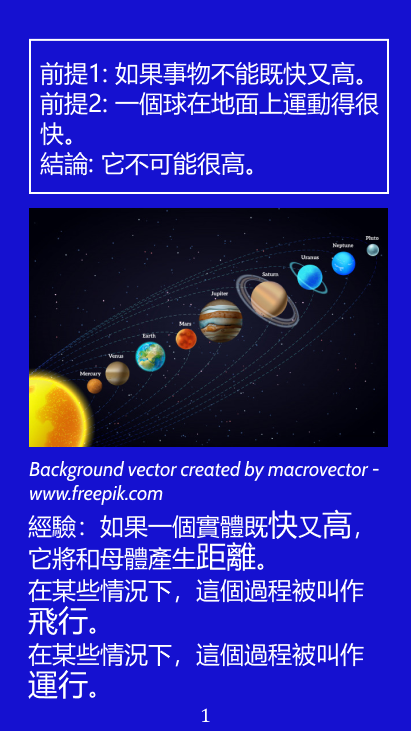 前提1: 如果事物不能既快又高。
前提2: 一個球在地面上運動得很
快。
結論: 它不可能很高。
Pluto
Neptune
Uranus
Saturn
Jupiter
Mars
Earth
Venus
Mercury
Background vector created by macrovector -
www.freepik.com
經驗：如果一個實體既快又高，
它將和母體產生距離。
在某些情況下，這個過程被叫作
飛行。
在某些情況下，這個過程被叫作
運行。
1